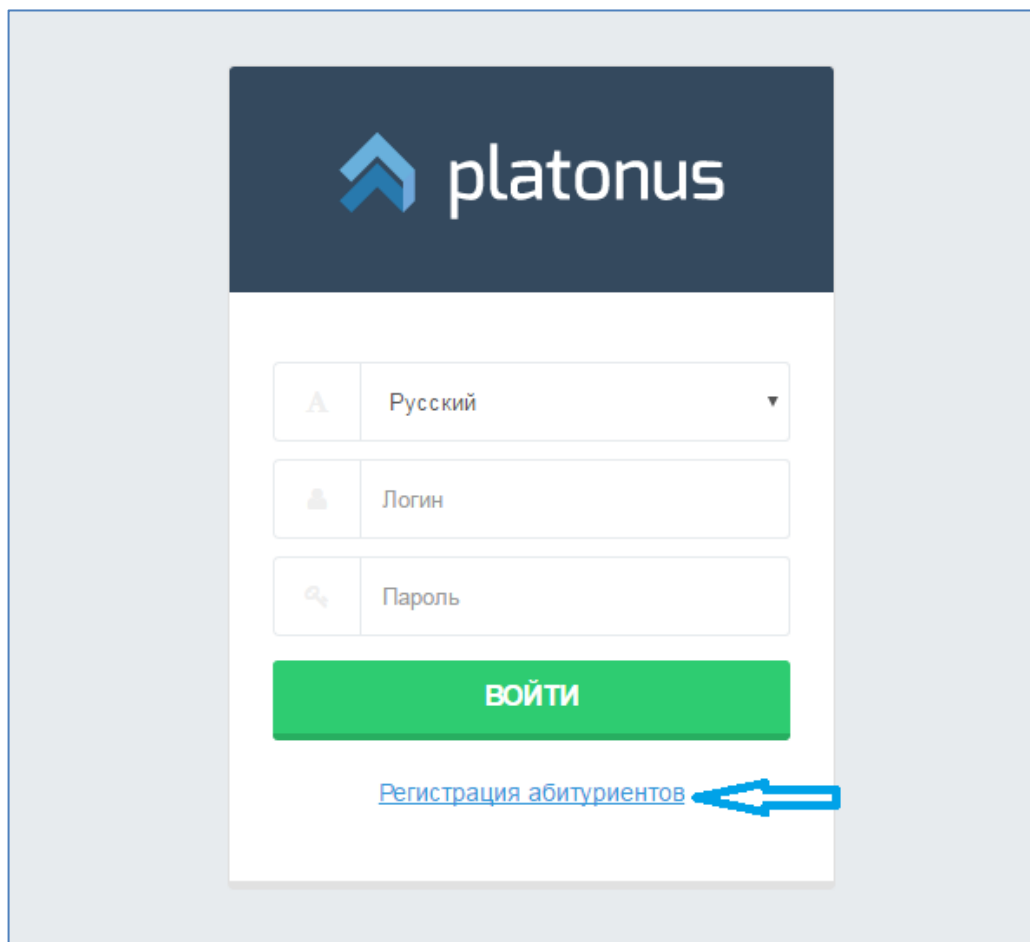 platonus
Русский
Логин
Пароль
ВОЙТИ
Регистрация абитуриентов